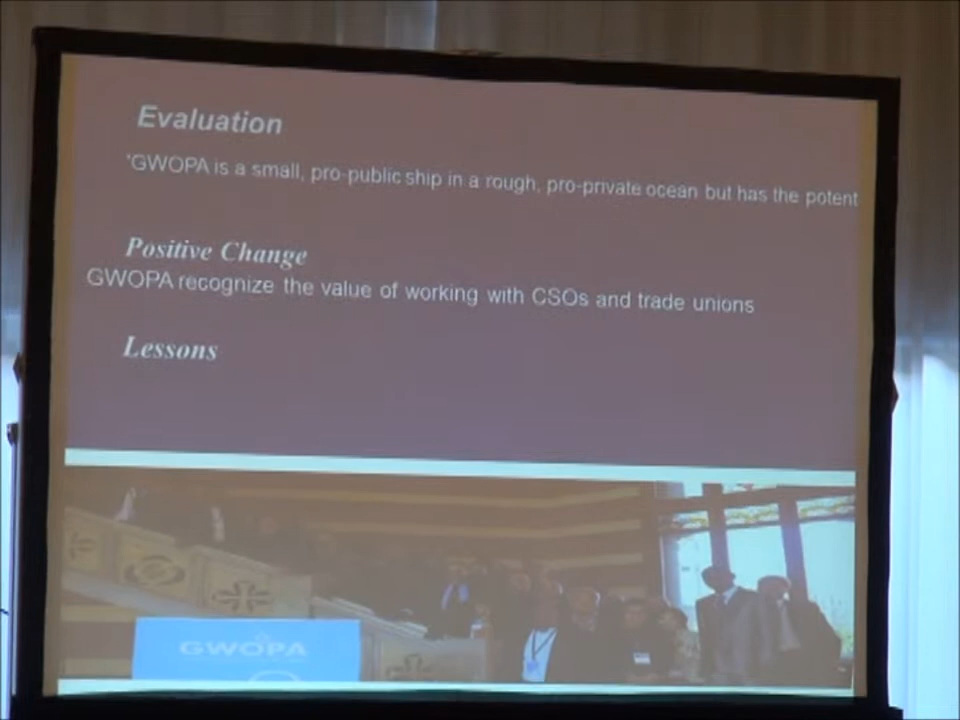 Evaluation
'GWOPA is a small, pro-public ship in a rough, pro-private ocean but has the potent
Positive Change
GWOPA recognize the value of working with CSOs and trade unions
Lessons
GWOPA